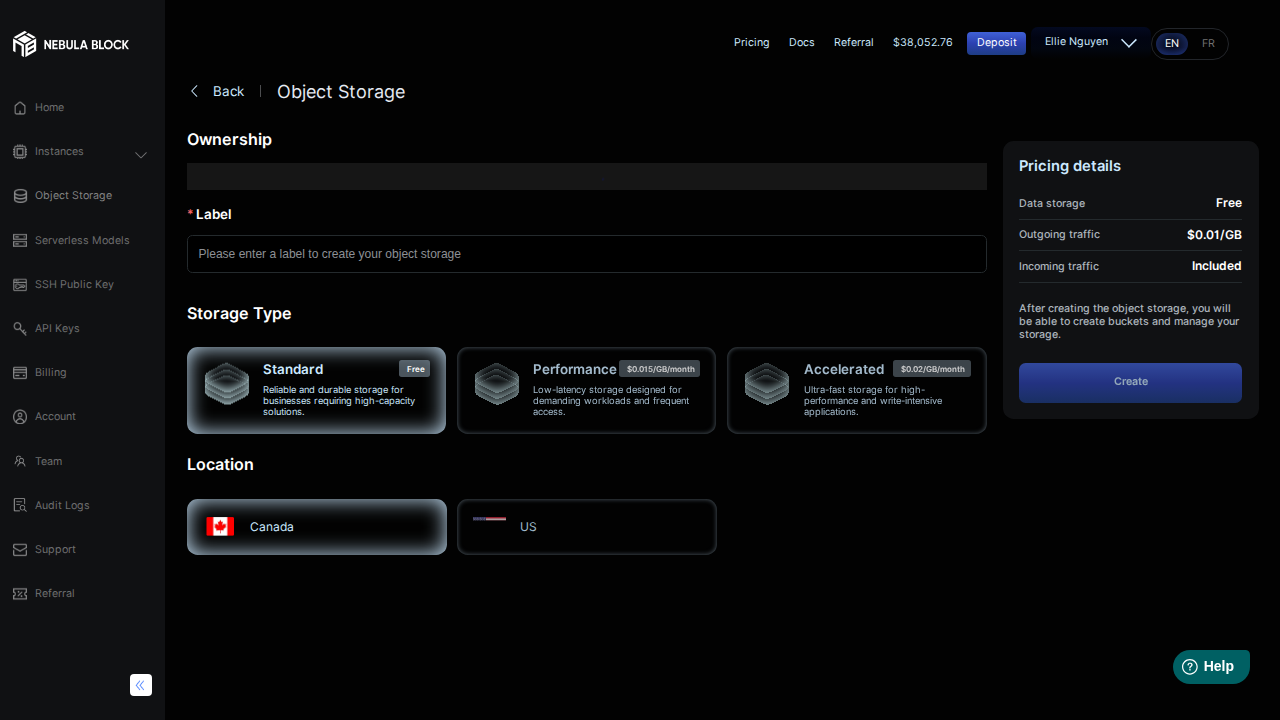 NEBULA BLOCK
Pricing
Docs
Referral
$38,052.76
Deposit
Ellie Nguyen
EN
FR
Home
Instances
Object Storage
Serverless Models
SSH Public Key
API Keys
Billing
Account
Team
Audit Logs
Support
Referral
Back
Object Storage
Ownership
* Label
Please enter a label to create your object storage
Storage Type
Standard
Free
Reliable and durable storage for
businesses requiring high-capacity
solutions.
Performance
$0.015/GB/month
Low-latency storage designed for
demanding workloads and frequent
access.
Accelerated
$0.02/GB/month
Ultra-fast storage for high-
performance and write-intensive
applications.
Location
Canada
US
Pricing details
Data storage
Free
Outgoing traffic
$0.01/GB
Incoming traffic
Included
After creating the object storage, you will
be able to create buckets and manage your
storage.
Create
Help